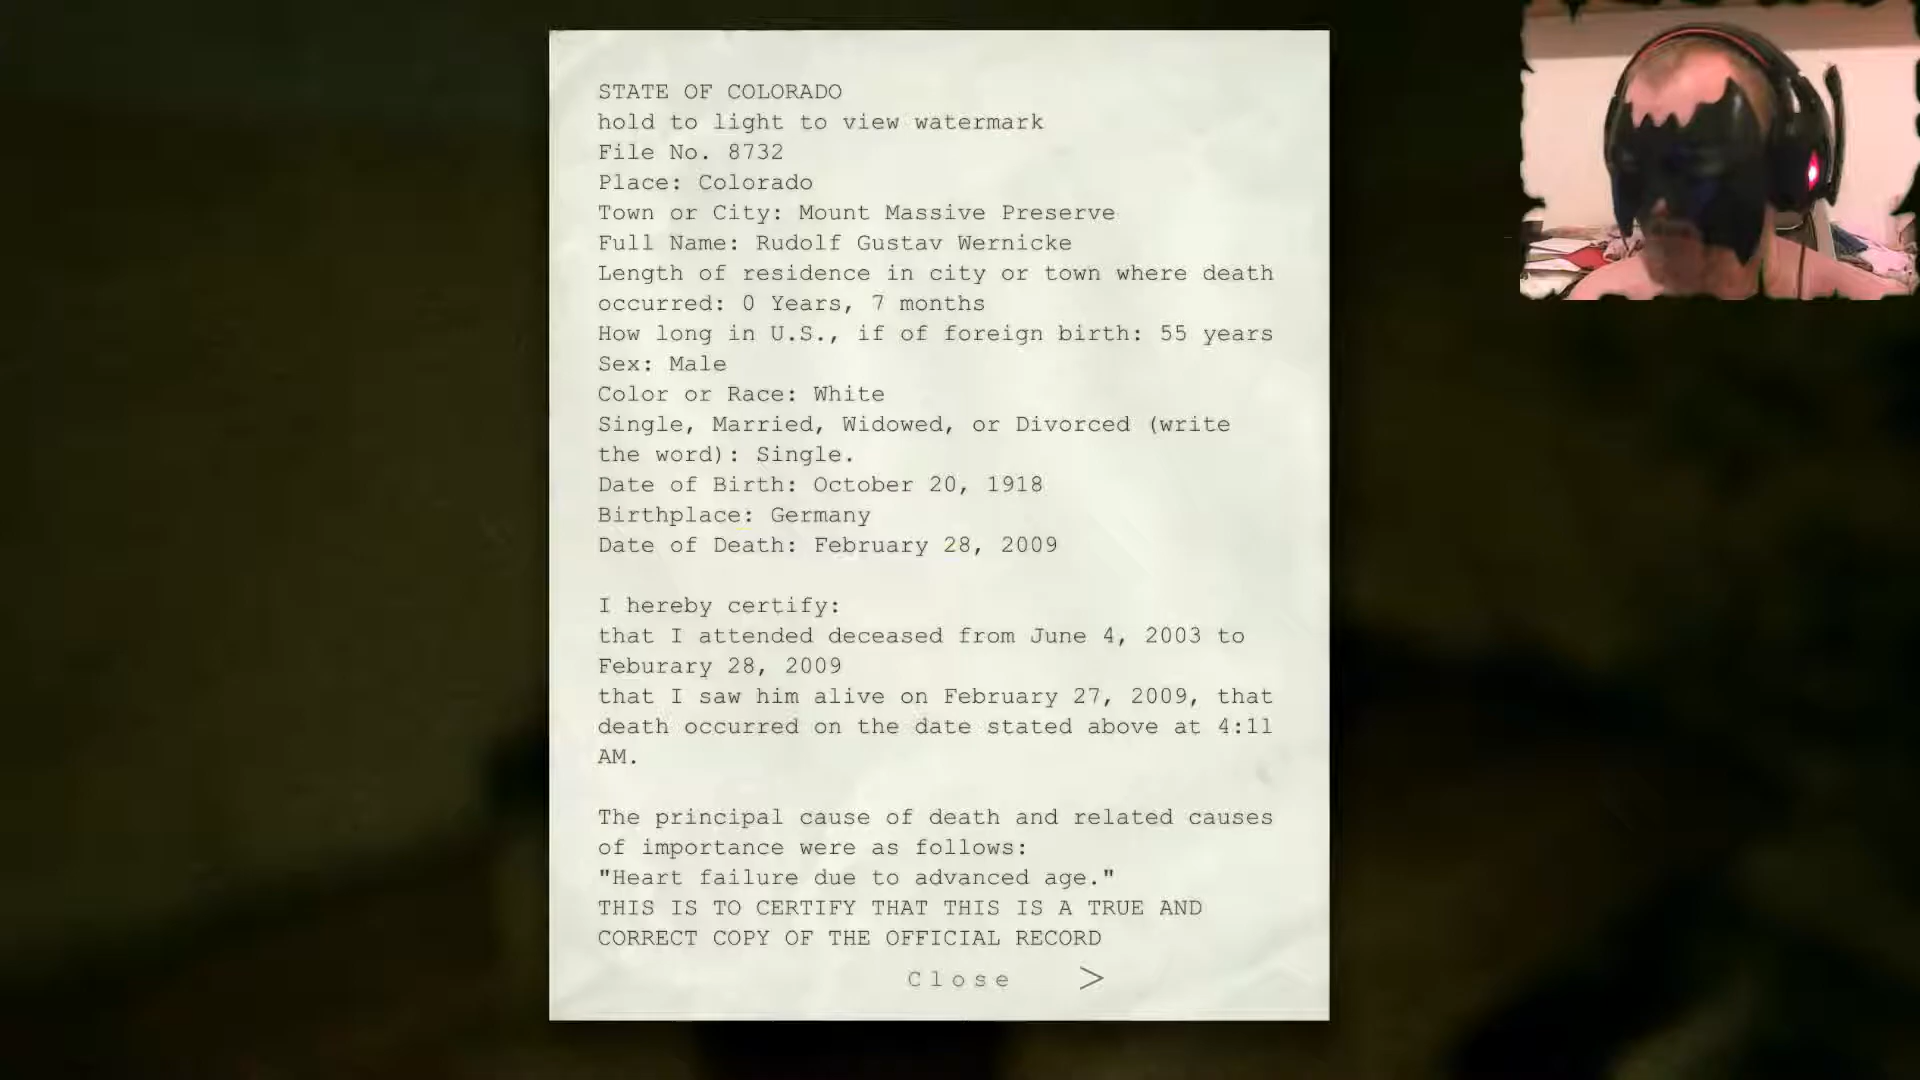 STATE OF COLORADO
hold to light to view watermark
File No. 8732
Place: Colorado
Town or City: Mount Massive Preserve
Full Name: Rudolf Gustav Wernicke
Length of residence in city or town where death
occurred: 0 Years, 7 months
How long in U.S., if of foreign birth: 55 years
Sex: Male
Color or Race: White
Single, Married, Widowed, or Divorced (write
the word): Single.
Date of Birth: October 20, 1918
Birthplace: Germany
Date of Death: February 28, 2009
I hereby certify:
that I attended deceased from June 4, 2003 to
Feburary 28, 2009
that I saw him alive on February 27, 2009, that
death occurred on the date stated above at 4:11
AM.
The principal cause of death and related causes
of importance were as follows:
"Heart failure due to advanced age."
THIS IS TO CERTIFY THAT THIS IS A TRUE AND
CORRECT COPY OF THE OFFICIAL RECORD
Close >